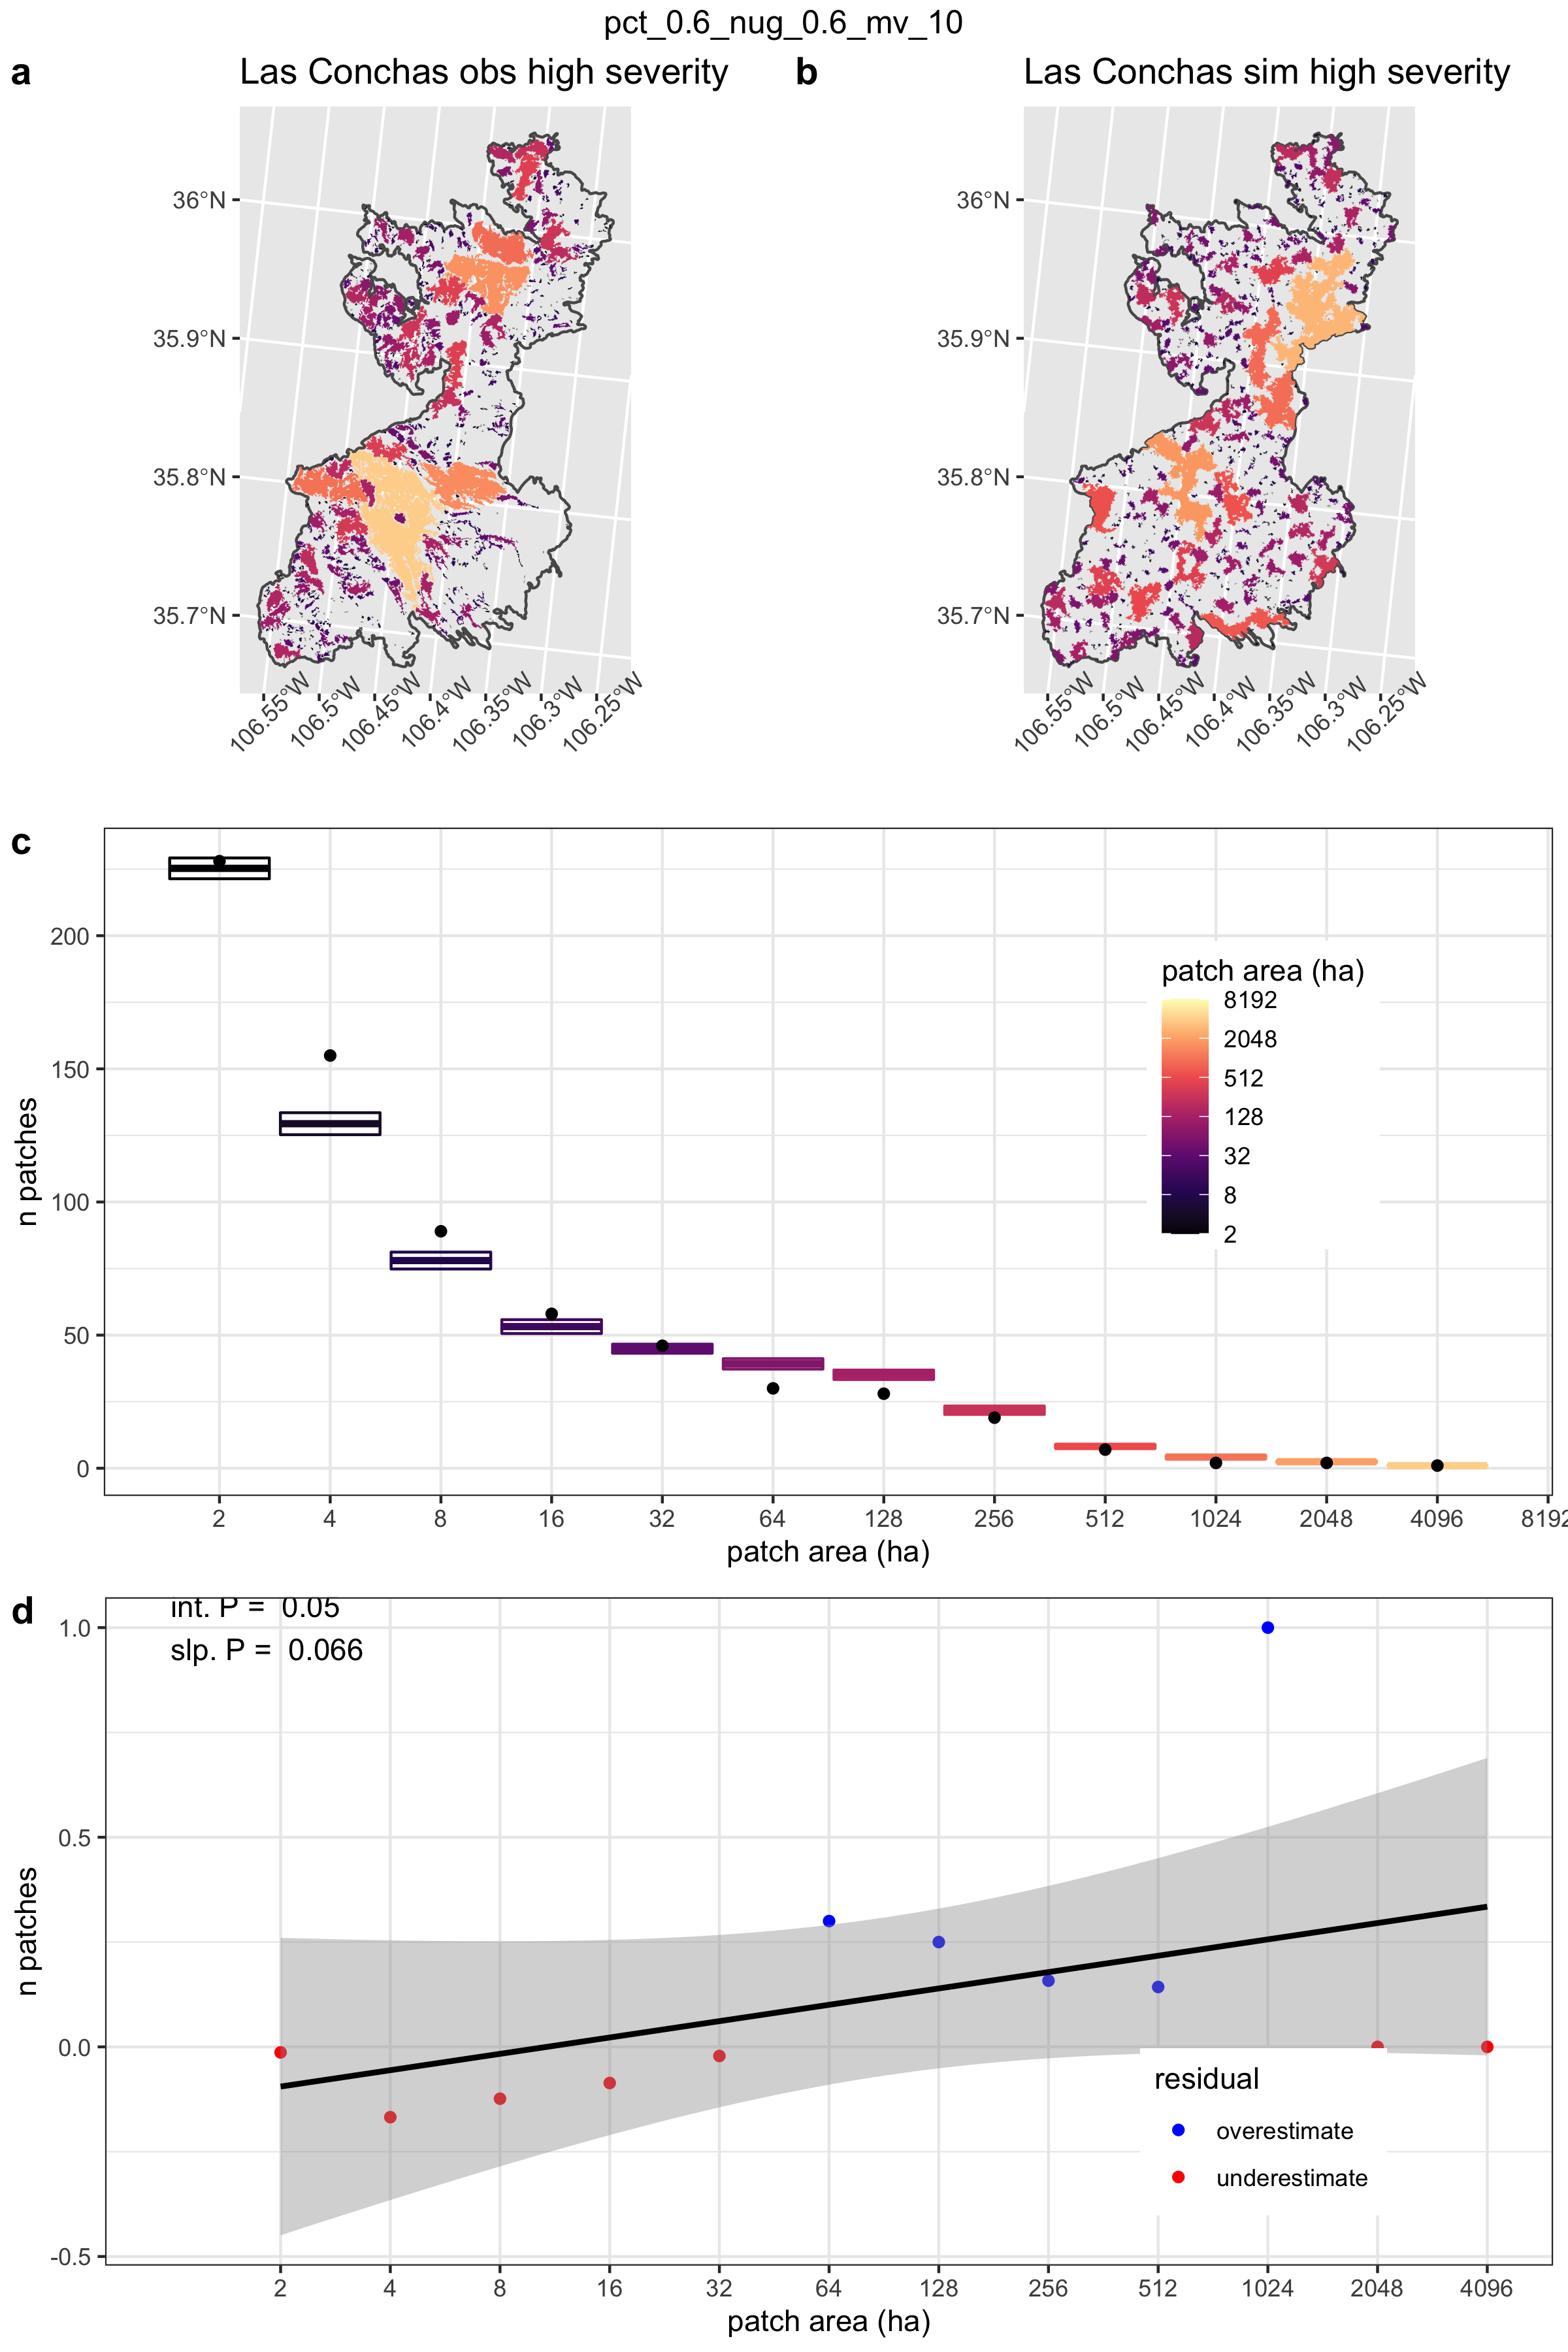 pct_0.6_nug_0.6_mv_10
a
Las Conchas obs high severity
b
Las Conchas sim high severity
36°N
35.9°N
35.8°N
35.7°N
106.55°W
106.5°W
106.45°W
106.4°W
106.35°W
106.3°W
106.25°W
36°N
35.9°N
35.8°N
35.7°N
106.55°W
106.5°W
106.45°W
106.4°W
106.35°W
106.3°W
106.25°W
c
n patches
200
150
100
50
0
patch area (ha)
8192
2048
512
128
32
8
2
2 4 8 16 32 64 128 256 512 1024 2048 4096 8192
patch area (ha)
d
int. P = 0.05
slp. P = 0.066
n patches
1.0
0.5
0.0
-0.5
residual
overestimate
underestimate
2 4 8 16 32 64 128 256 512 1024 2048 4096
patch area (ha)